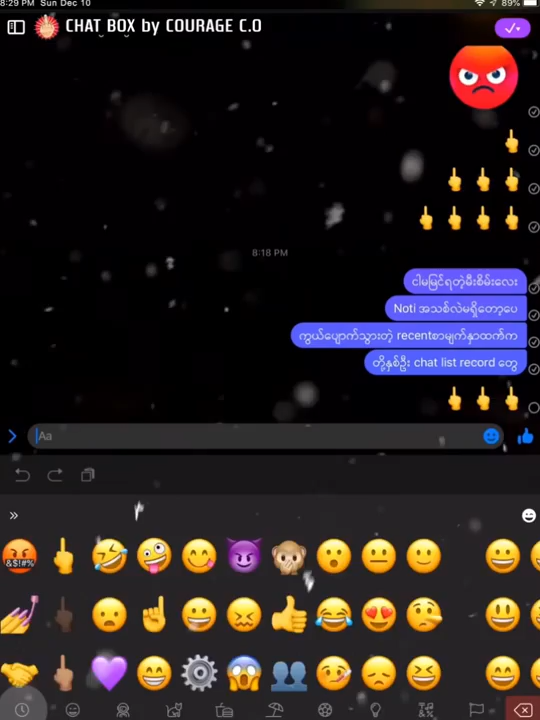 8:29 PM Sun Dec 10
89%
CHAT BOX by COURAGE C.O
8:18 PM
ငါမမြင်ရတဲ့မီးစိမ်းလေး
Noti အသစ်လဲမရှိတော့ပေ
ကွယ်ပျောက်သွားတဲ့ recentစာမျက်နှာထက်က
တို့နှစ်ဦး chat list record တွေ
Aa
&$!#%